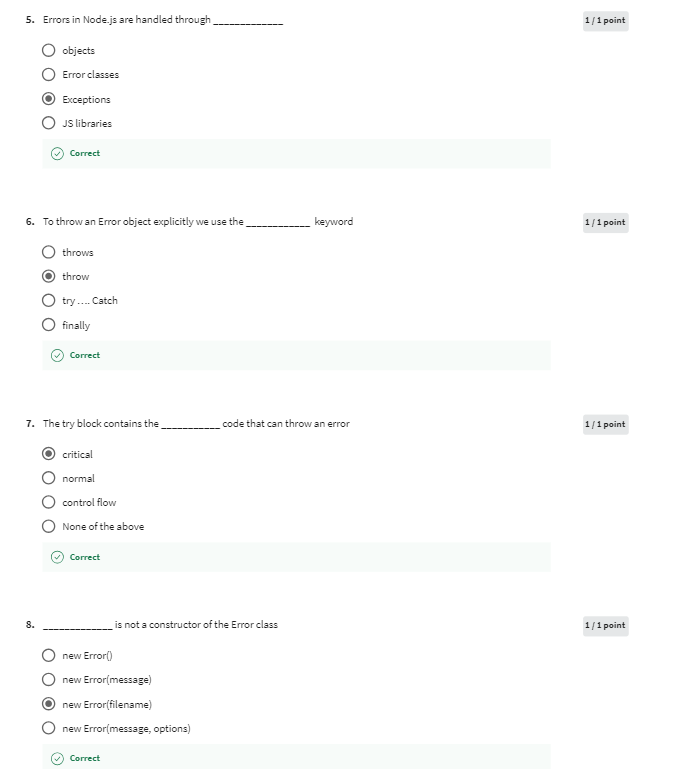 5. Errors in Node.js are handled through _____________ 1 / 1 point
objects
Error classes
Exceptions
JS libraries
Correct
6. To throw an Error object explicitly we use the ____________ keyword 1 / 1 point
throws
throw
try .... Catch
finally
Correct
7. The try block contains the ___________ code that can throw an error 1 / 1 point
critical
normal
control flow
None of the above
Correct
8. _____________ is not a constructor of the Error class 1 / 1 point
new Error()
new Error(message)
new Error(filename)
new Error(message, options)
Correct